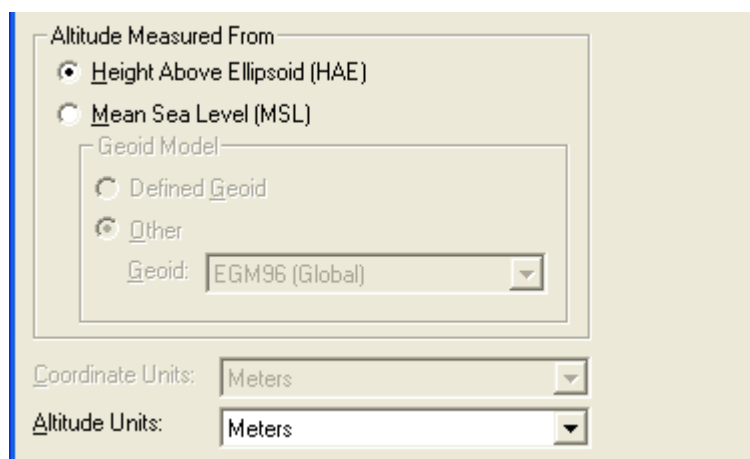 Altitude Measured From
Height Above Ellipsoid (HAE)
Mean Sea Level (MSL)
Geoid Model
Defined Geoid
Other
Geoid: EGM96 (Global)
Coordinate Units: Meters
Altitude Units: Meters